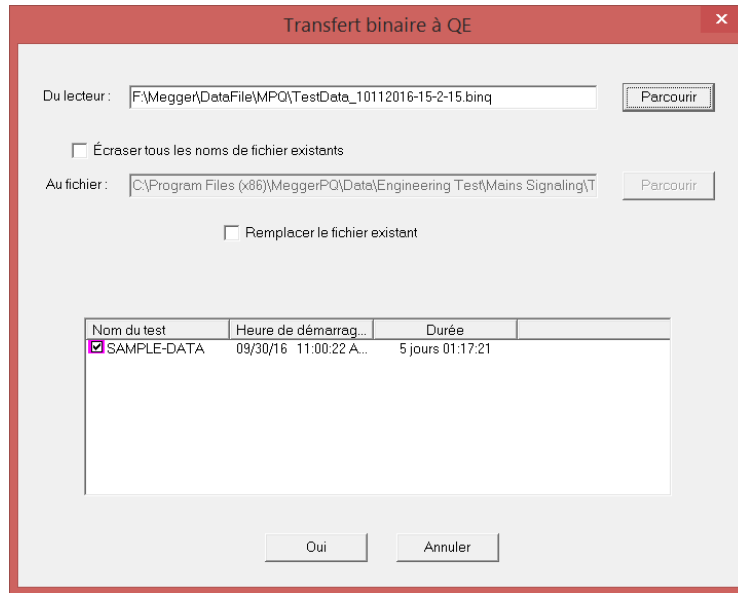 Transfert binaire à QE
x
Du lecteur : F:\Megger\DataFile\MPQ\TestData_10112016-15-2-15.binq Parcourir
Écraser tous les noms de fichier existants
Au fichier : C:\Program Files (x86)\MeggerPQ\Data\Engineering Test\Mains Signaling\T Parcourir
Remplacer le fichier existant
Nom du test Heure de démarrag... Durée
SAMPLE-DATA 09/30/16 11:00:22 A... 5 jours 01:17:21
Oui Annuler